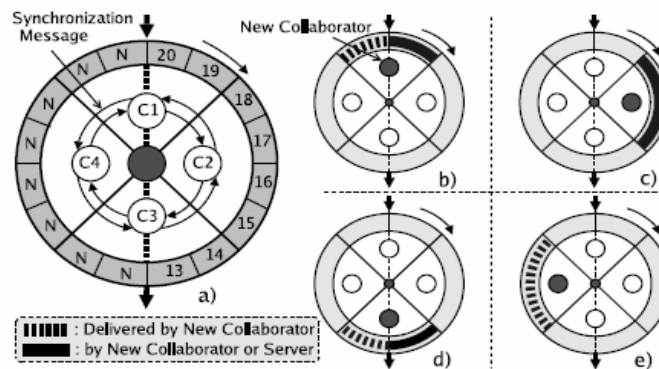 Synchronization
Message
New Collaborator
N
N
N
N
N
N
N
N
N
20
19
18
17
16
15
14
13
C1
C2
C3
C4
a)
b)
c)
d)
e)
: Delivered by New Collaborator
: by New Collaborator or Server